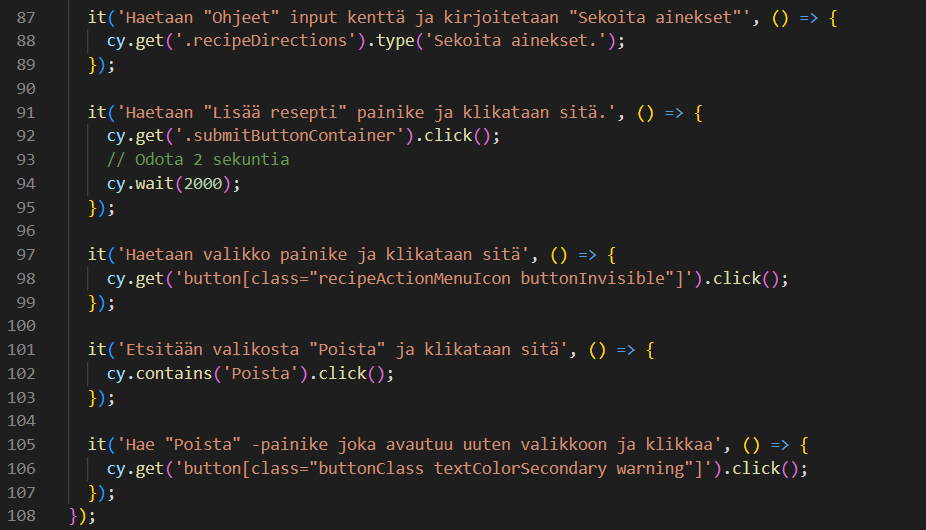 87 it('Haetaan "Ohjeet" input kenttä ja kirjoitetaan "Sekoita ainekset"', () => {
88 cy.get('.recipeDirections').type('Sekoita ainekset.');
89 });
90
91 it('Haetaan "Lisää resepti" painike ja klikataan sitä.', () => {
92 cy.get('.submitButtonContainer').click();
93 // Odota 2 sekuntia
94 cy.wait(2000);
95 });
96
97 it('Haetaan valikko painike ja klikataan sitä', () => {
98 cy.get('button[class="recipeActionMenuIcon buttonInvisible"]').click();
99 });
100
101 it('Etsitään valikosta "Poista" ja klikataan sitä', () => {
102 cy.contains('Poista').click();
103 });
104
105 it('Hae "Poista" -painike joka avautuu uuten valikkoon ja klikkaa', () => {
106 cy.get('button[class="buttonClass textColorSecondary warning"]').click();
107 });
108 });